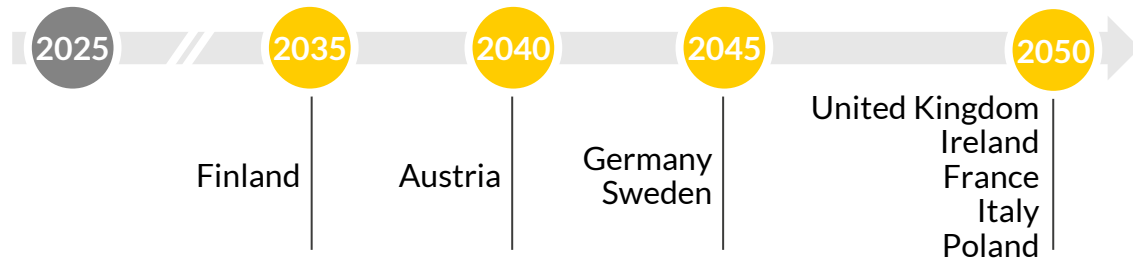 2025
2035
2040
2045
2050
Finland
Austria
Germany
Sweden
United Kingdom
Ireland
France
Italy
Poland